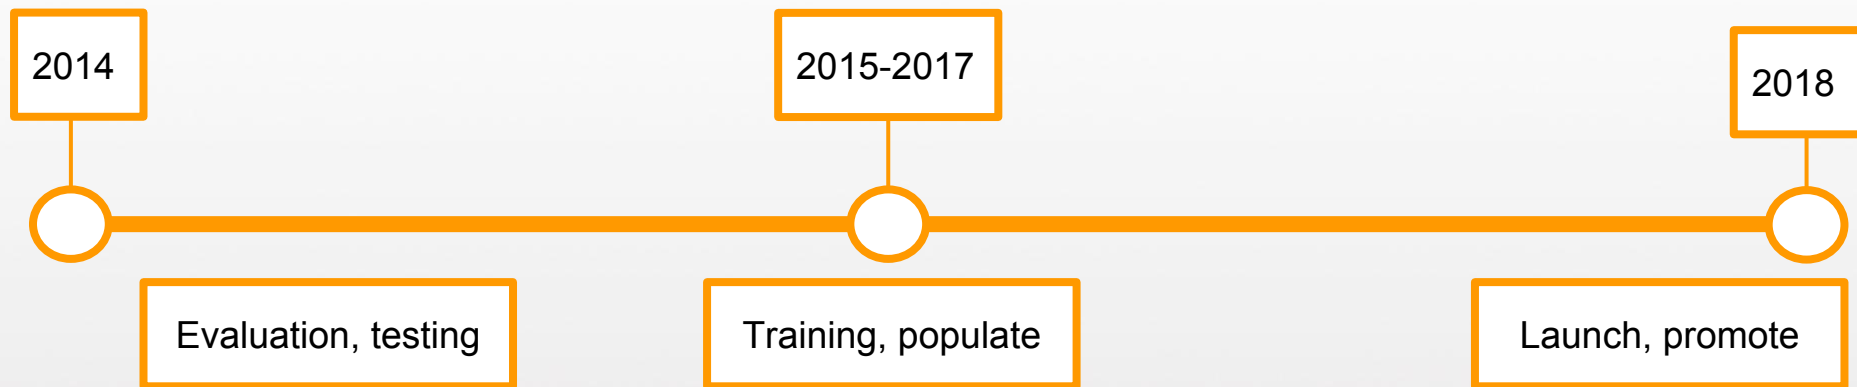 2014
2015-2017
2018
Evaluation, testing
Training, populate
Launch, promote